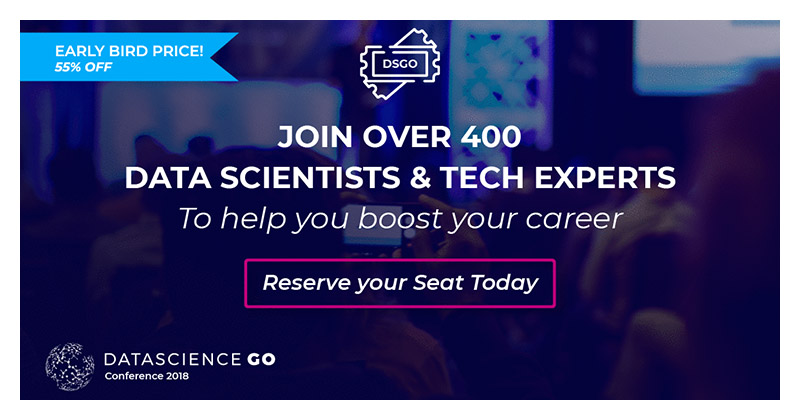 EARLY BIRD PRICE!
55% OFF
DSGO
JOIN OVER 400
DATA SCIENTISTS & TECH EXPERTS
To help you boost your career
Reserve your Seat Today
DATASCIENCE GO
Conference 2018